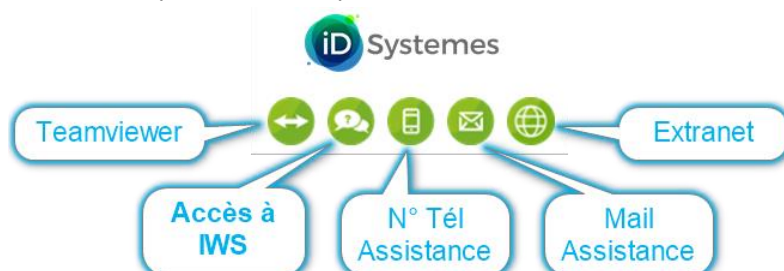 iD Systemes
?
Teamviewer
Extranet
Accès à
IWS
N° Tél
Assistance
Mail
Assistance